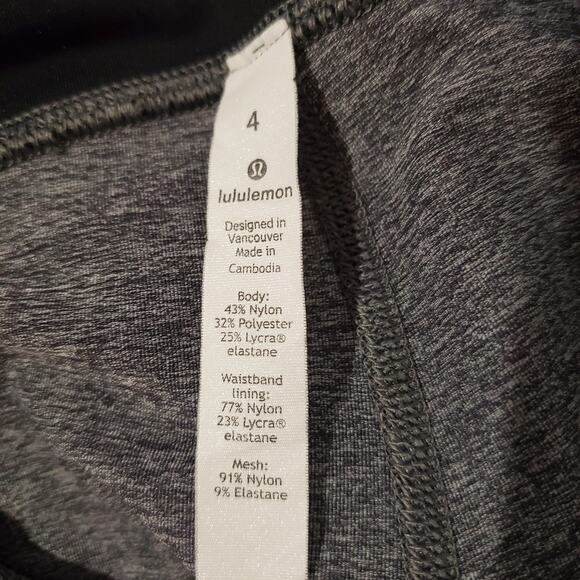 4
lululemon
Designed in
Vancouver
Made in
Cambodia
Body:
43% Nylon
32% Polyester
25% Lycra®
elastane
Waistband
lining:
77% Nylon
23% Lycra®
elastane
Mesh:
91% Nylon
9% Elastane